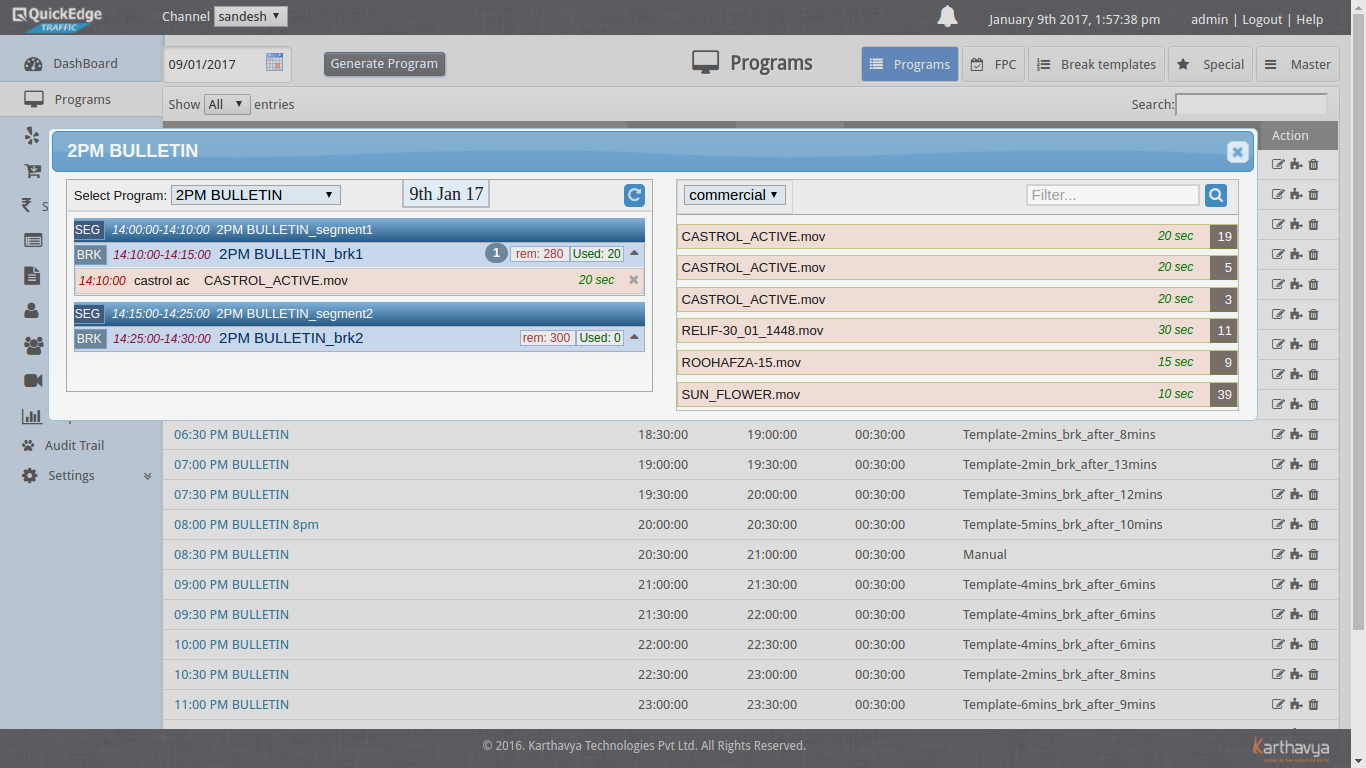 QuickEdge
TRAFFIC
Channel sandesh
January 9th 2017, 1:57:38 pm admin | Logout | Help
DashBoard
Programs
09/01/2017 Generate Program Programs Programs FPC Break templates Special Master
Show All entries Search:
Action
2PM BULLETIN
Select Program: 2PM BULLETIN 9th Jan 17
SEG 14:00:00-14:10:00 2PM BULLETIN_segment1
BRK 14:10:00-14:15:00 2PM BULLETIN_brk1 1 rem: 280 Used: 20
14:10:00 castrol ac CASTROL_ACTIVE.mov 20 sec
SEG 14:15:00-14:25:00 2PM BULLETIN_segment2
BRK 14:25:00-14:30:00 2PM BULLETIN_brk2 rem: 300 Used: 0
commercial Filter...
CASTROL_ACTIVE.mov 20 sec 19
CASTROL_ACTIVE.mov 20 sec 5
CASTROL_ACTIVE.mov 20 sec 3
RELIF-30_01_1448.mov 30 sec 11
ROOHAFZA-15.mov 15 sec 9
SUN_FLOWER.mov 10 sec 39
S
Audit Trail
Settings
06:30 PM BULLETIN 18:30:00 19:00:00 00:30:00 Template-2mins_brk_after_8mins
07:00 PM BULLETIN 19:00:00 19:30:00 00:30:00 Template-2min_brk_after_13mins
07:30 PM BULLETIN 19:30:00 20:00:00 00:30:00 Template-3mins_brk_after_12mins
08:00 PM BULLETIN 8pm 20:00:00 20:30:00 00:30:00 Template-5mins_brk_after_10mins
08:30 PM BULLETIN 20:30:00 21:00:00 00:30:00 Manual
09:00 PM BULLETIN 21:00:00 21:30:00 00:30:00 Template-4mins_brk_after_6mins
09:30 PM BULLETIN 21:30:00 22:00:00 00:30:00 Template-4mins_brk_after_6mins
10:00 PM BULLETIN 22:00:00 22:30:00 00:30:00 Template-4mins_brk_after_6mins
10:30 PM BULLETIN 22:30:00 23:00:00 00:30:00 Template-2mins_brk_after_8mins
11:00 PM BULLETIN 23:00:00 23:30:00 00:30:00 Template-6mins_brk_after_9mins
© 2016. Karthavya Technologies Pvt Ltd. All Rights Reserved.
Karthavya